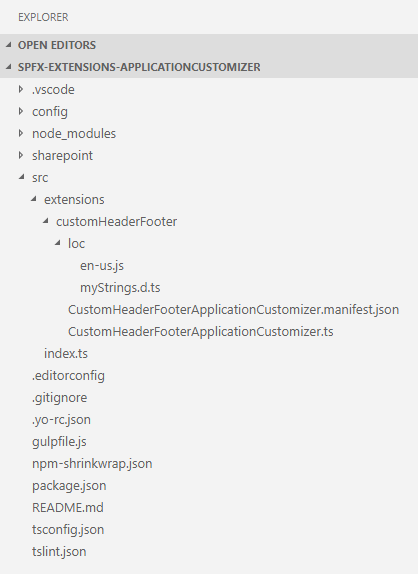 EXPLORER
OPEN EDITORS
SPFX-EXTENSIONS-APPLICATIONCUSTOMIZER
.vscode
config
node_modules
sharepoint
src
extensions
customHeaderFooter
loc
en-us.js
myStrings.d.ts
CustomHeaderFooterApplicationCustomizer.manifest.json
CustomHeaderFooterApplicationCustomizer.ts
index.ts
.editorconfig
.gitignore
.yo-rc.json
gulpfile.js
npm-shrinkwrap.json
package.json
README.md
tsconfig.json
tslint.json